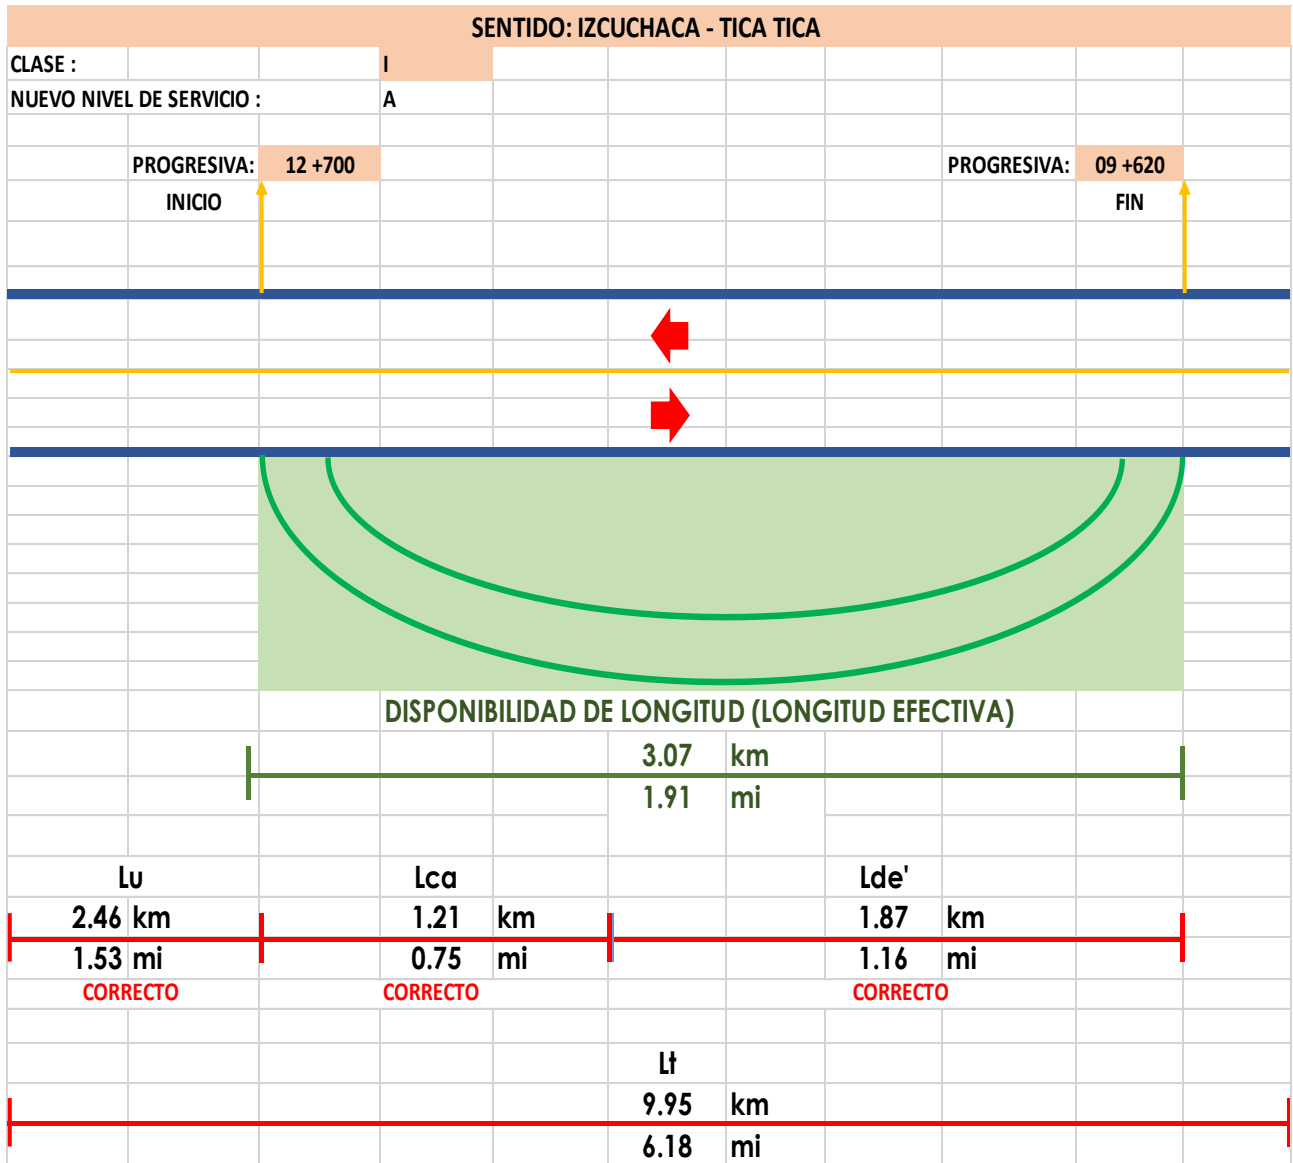 SENTIDO: IZCUCHACA - TICA TICA
CLASE : I
NUEVO NIVEL DE SERVICIO : A
PROGRESIVA: 12 +700 PROGRESIVA: 09 +620
INICIO FIN
DISPONIBILIDAD DE LONGITUD (LONGITUD EFECTIVA)
3.07 km
1.91 mi
Lu Lca Lde'
2.46 km 1.21 km 1.87 km
1.53 mi 0.75 mi 1.16 mi
CORRECTO CORRECTO CORRECTO
Lt
9.95 km
6.18 mi